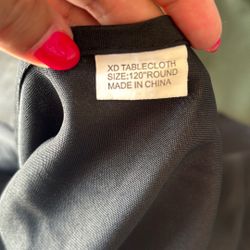 XD TABLECLOTH
SIZE:120"ROUND
MADE IN CHINA